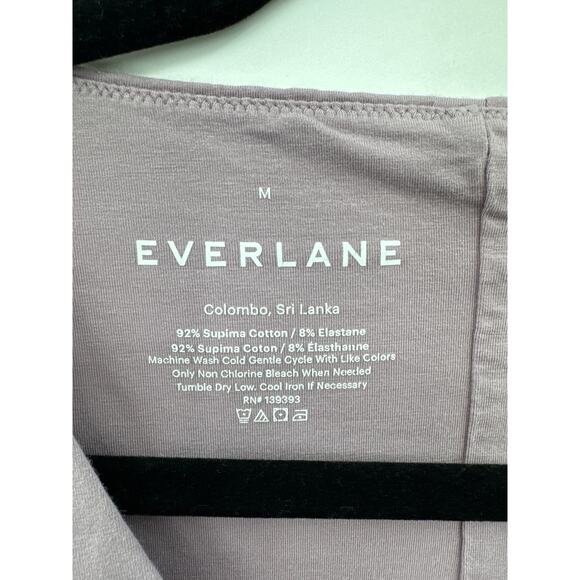 M
EVERLANE
Colombo, Sri Lanka
92% Supima Cotton / 8% Elastane
92% Supima Coton / 8% Élasthanne
Machine Wash Cold Gentle Cycle With Like Colors
Only Non Chlorine Bleach When Needed
Tumble Dry Low. Cool Iron If Necessary
RN# 139393